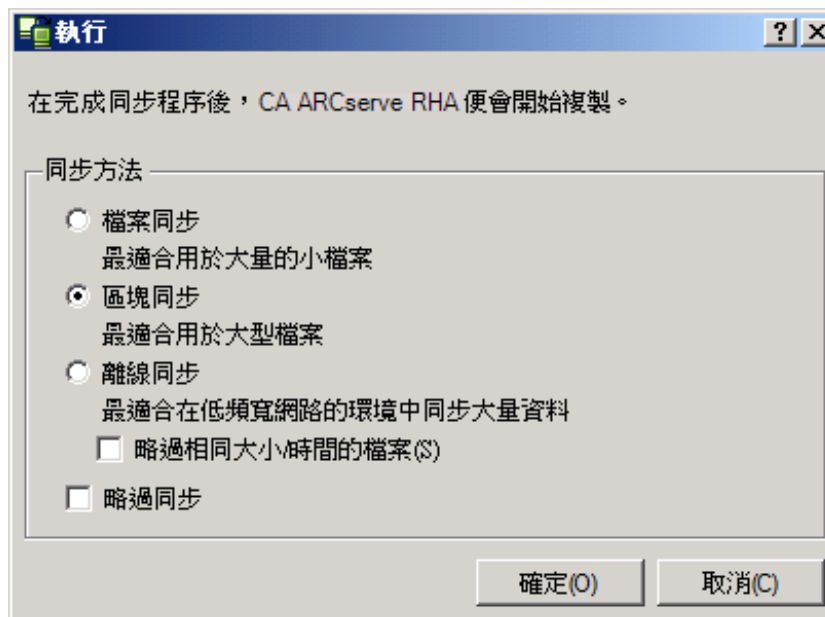 執行
在完成同步程序後，CA ARCserve RHA 便會開始複製。
同步方法
檔案同步
最適合用於大量的小檔案
區塊同步
最適合用於大型檔案
離線同步
最適合在低頻寬網路的環境中同步大量資料
略過相同大小/時間的檔案(S)
略過同步
確定(O) 取消(C)